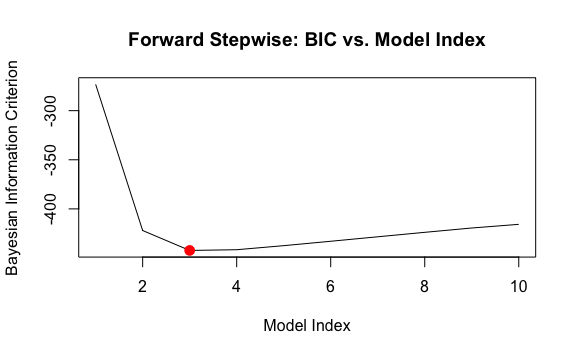 Forward Stepwise: BIC vs. Model Index
Bayesian Information Criterion
-300
-350
-400
2 4 6 8 10
Model Index